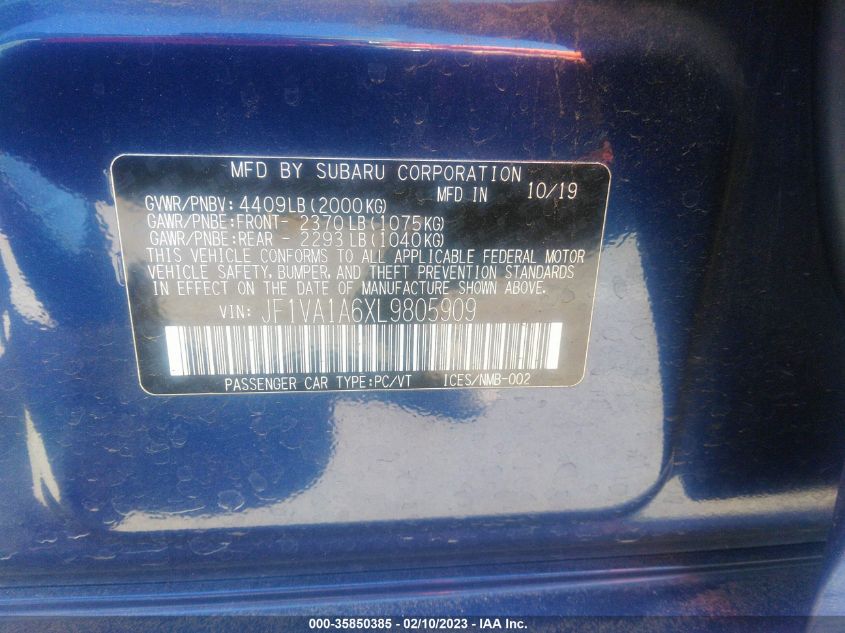 MFD BY SUBARU CORPORATION
MFD IN 10/19
GVWR/PNBV: 4409LB(2000KG)
GAWR/PNBE:FRONT- 2370LB(1075KG)
GAWR/PNBE:REAR - 2293LB(1040KG)
THIS VEHICLE CONFORMS TO ALL APPLICABLE FEDERAL MOTOR
VEHICLE SAFETY, BUMPER, AND THEFT PREVENTION STANDARDS
IN EFFECT ON THE DATE OF MANUFACTURE SHOWN ABOVE.
VIN: JF1VA1A6XL9805909
PASSENGER CAR TYPE:PC/VT ICES/NMB-002
000-35850385 - 02/10/2023 - IAA Inc.